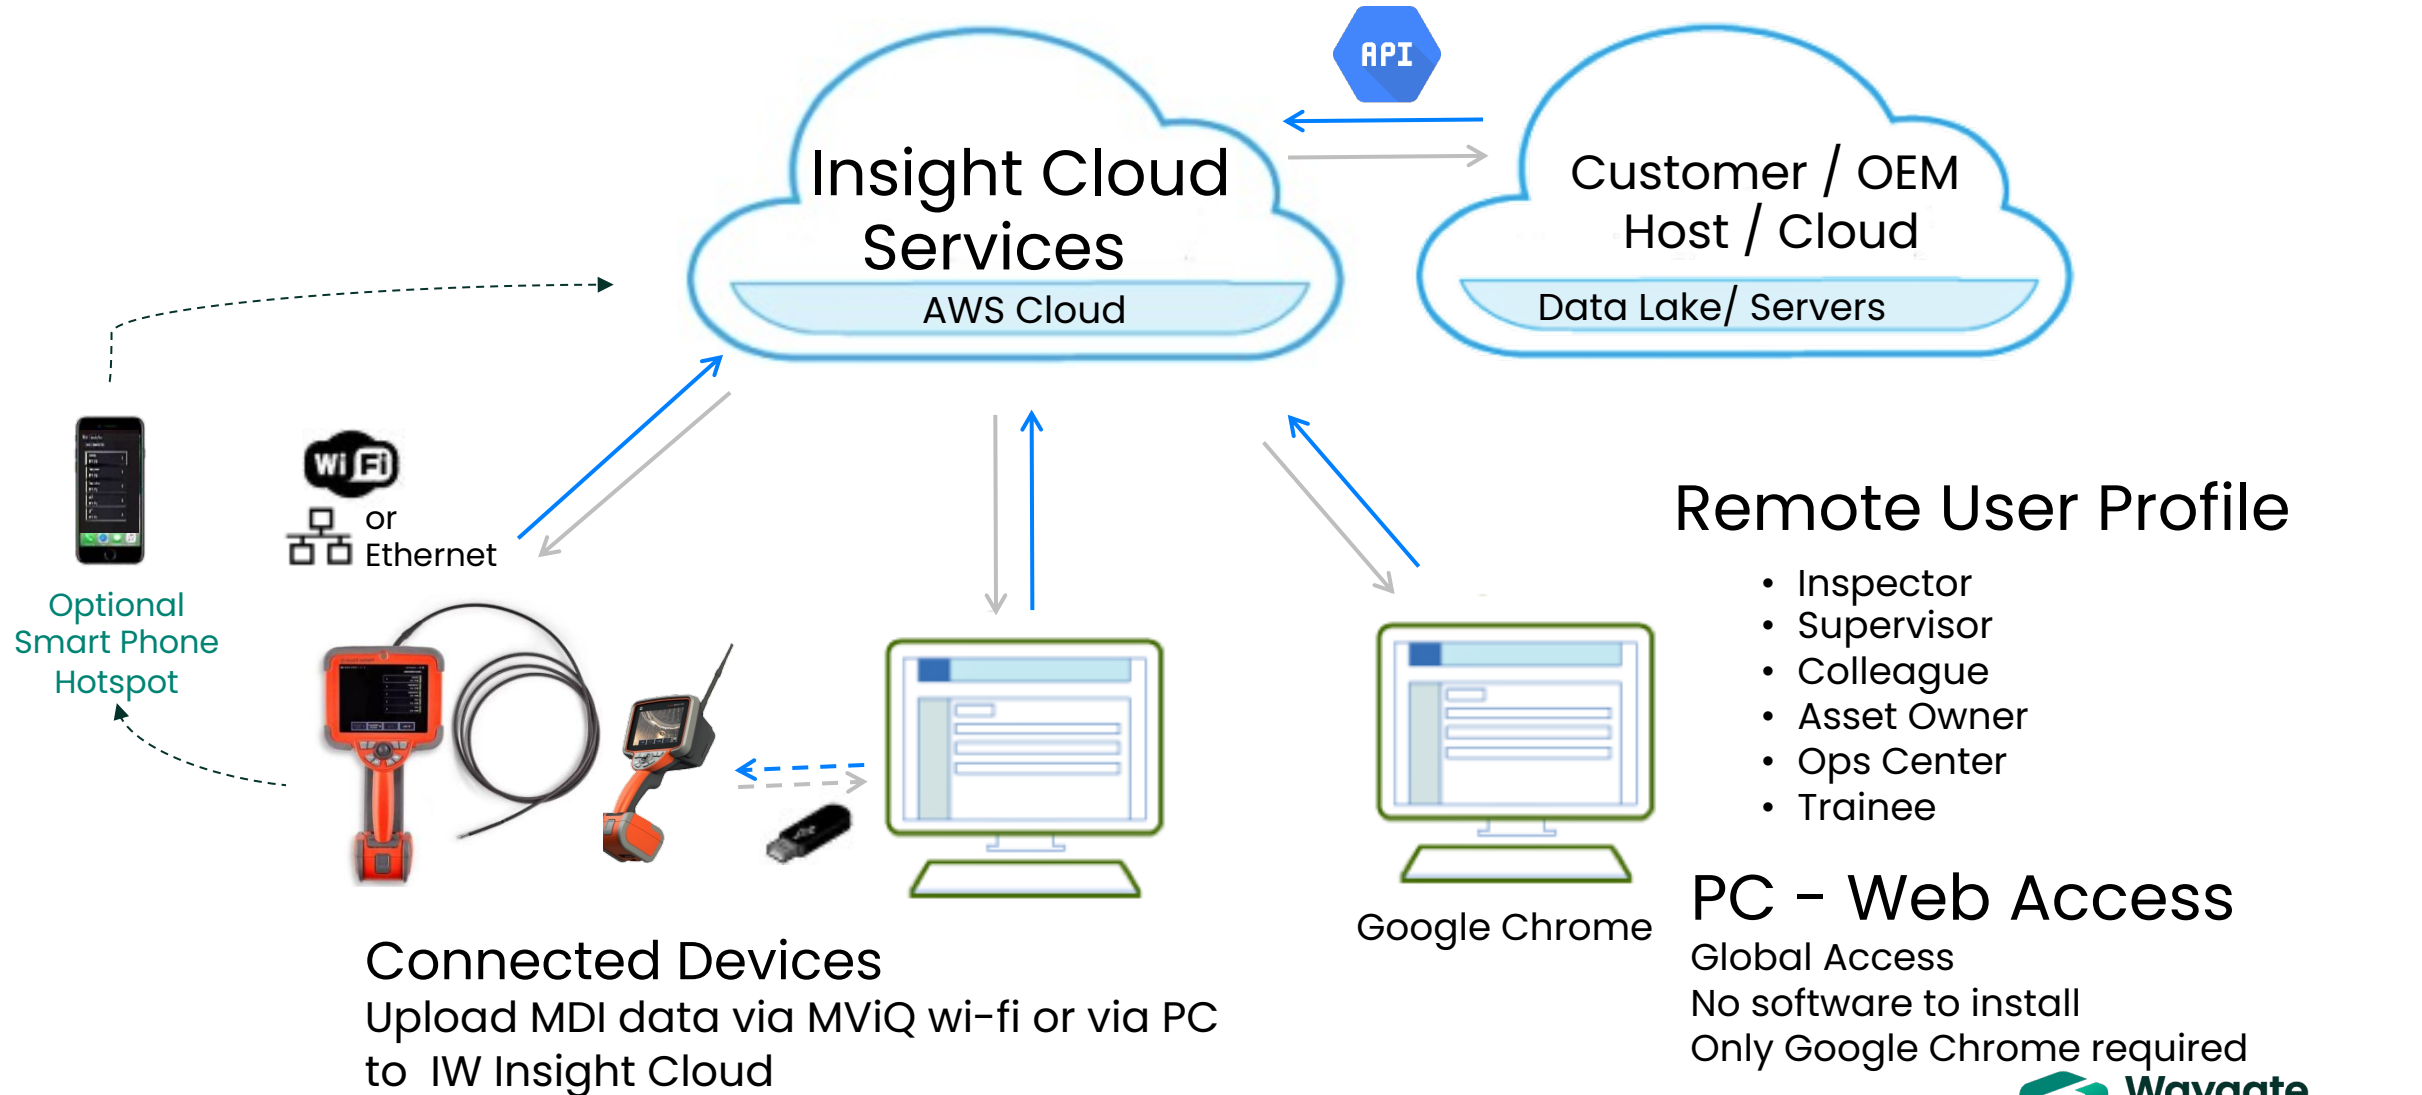 API
Insight Cloud
Services
AWS Cloud
Customer / OEM
Host / Cloud
Data Lake/ Servers
WiFi
or
Ethernet
Optional
Smart Phone
Hotspot
Remote User Profile
• Inspector
• Supervisor
• Colleague
• Asset Owner
• Ops Center
• Trainee
Google Chrome
PC - Web Access
Global Access
No software to install
Only Google Chrome required
Connected Devices
Upload MDI data via MViQ wi-fi or via PC
to IW Insight Cloud
Waygate